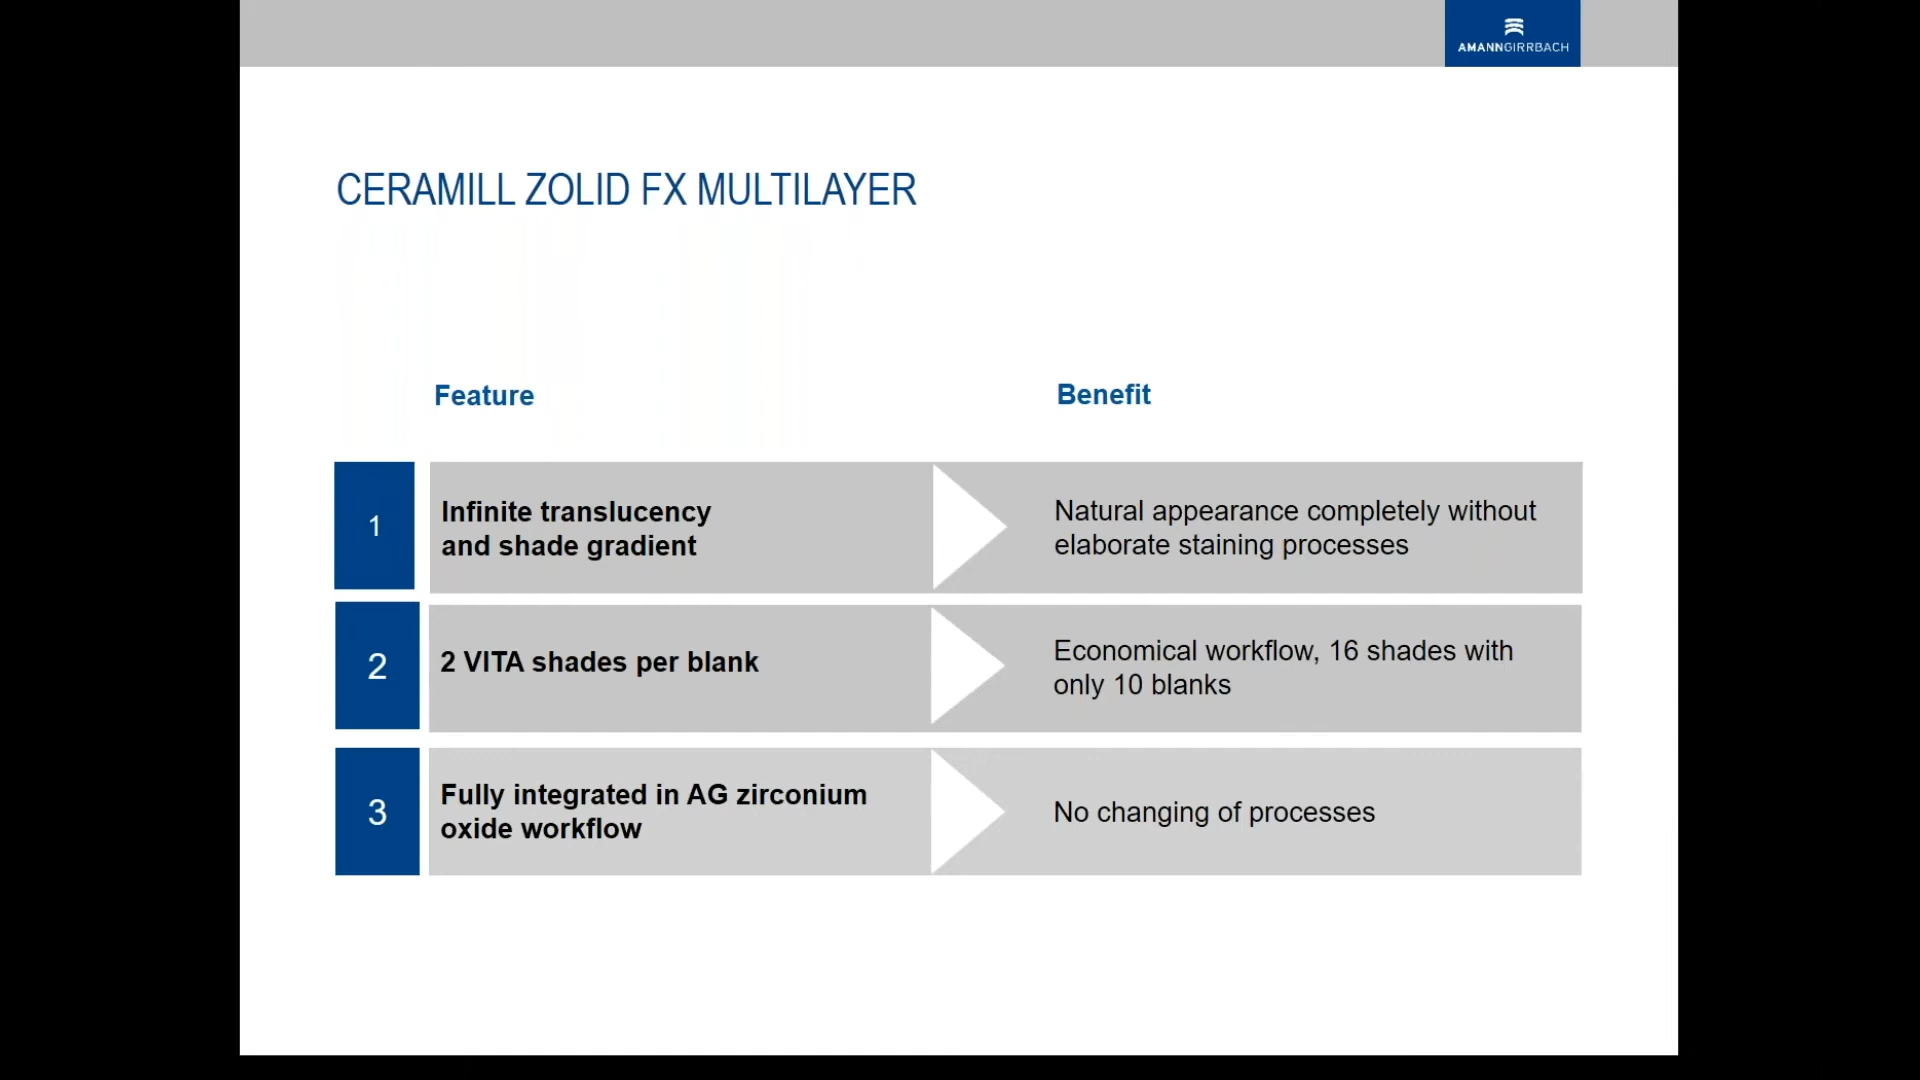 AMANNGIRRBACH
CERAMILL ZOLID FX MULTILAYER
Feature
Benefit
1
Infinite translucency
and shade gradient
Natural appearance completely without
elaborate staining processes
2
2 VITA shades per blank
Economical workflow, 16 shades with
only 10 blanks
3
Fully integrated in AG zirconium
oxide workflow
No changing of processes